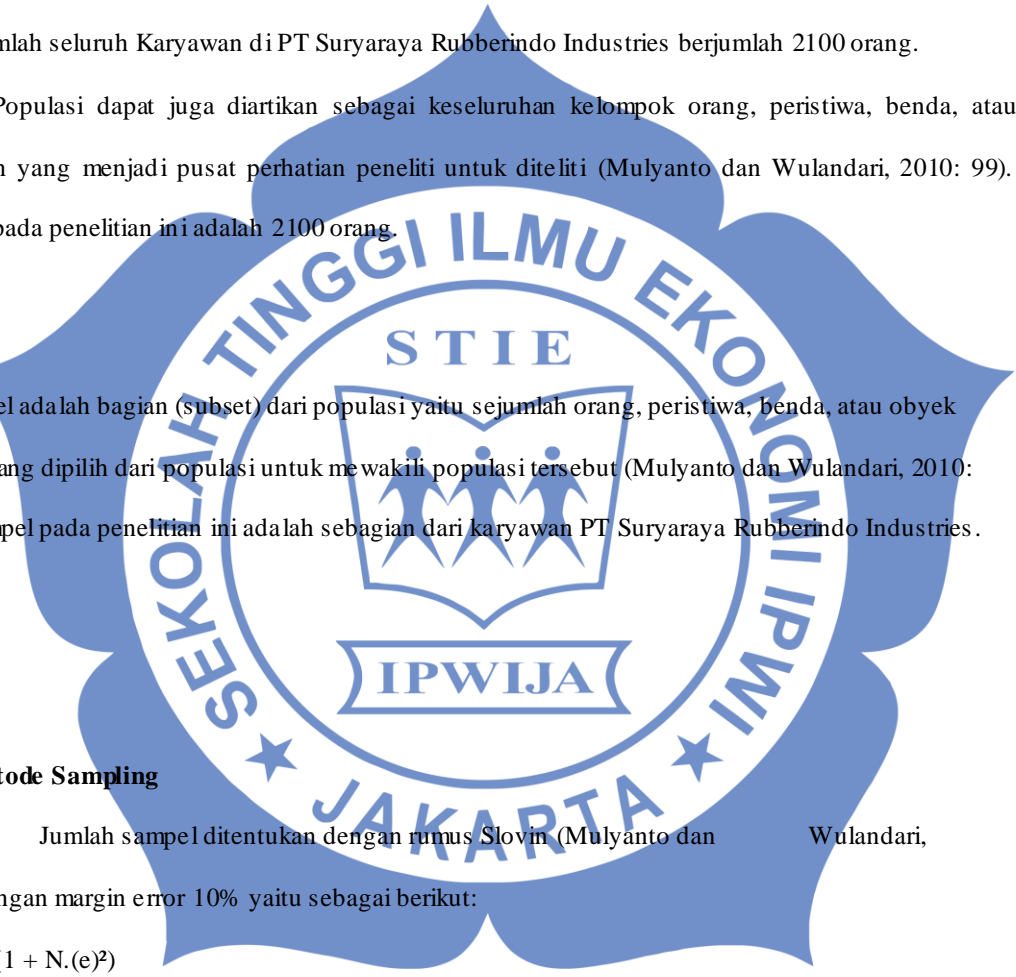 mlah seluruh Karyawan di PT Suryaraya Rubberindo Industries berjumlah 2100 orang.
Populasi dapat juga diartikan sebagai keseluruhan kelompok orang, peristiwa, benda, atau
yang menjadi pusat perhatian peneliti untuk diteliti (Mulyanto dan Wulandari, 2010: 99).
pada penelitian ini adalah 2100 orang.
SEKOLAH TINGGI ILMU EKONOMI IPWI
STIE
el adalah bagian (subset) dari populasi yaitu sejumlah orang, peristiwa, benda, atau obyek
ang dipilih dari populasi untuk mewakili populasi tersebut (Mulyanto dan Wulandari, 2010:
pel pada penelitian ini adalah sebagian dari karyawan PT Suryaraya Rubberindo Industries.
IPWIJA
JAKARTA
tode Sampling
Jumlah sampel ditentukan dengan rumus Slovin (Mulyanto dan Wulandari,
ngan margin error 10% yaitu sebagai berikut:
(1 + N.(e)²)